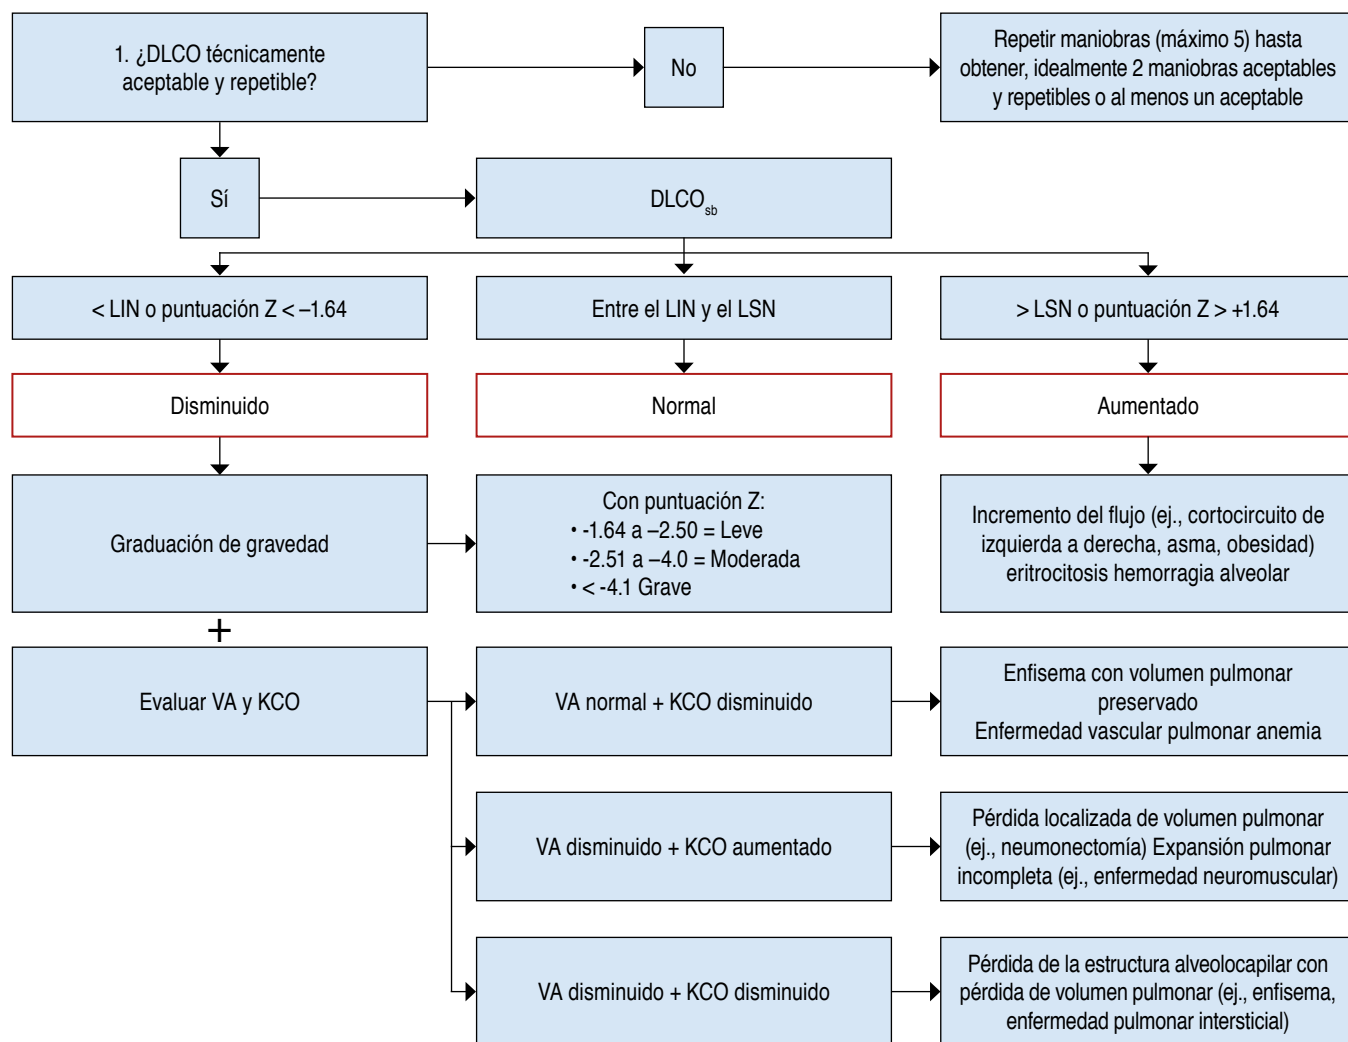 1. ¿DLCO técnicamente
aceptable y repetible?
No
Repetir maniobras (máximo 5) hasta
obtener, idealmente 2 maniobras aceptables
y repetibles o al menos un aceptable
Sí
DLCOsb
< LIN o puntuación Z < –1.64
Entre el LIN y el LSN
> LSN o puntuación Z > +1.64
Disminuido
Normal
Aumentado
Graduación de gravedad
Con puntuación Z:
• -1.64 a –2.50 = Leve
• -2.51 a –4.0 = Moderada
• < -4.1 Grave
Incremento del flujo (ej., cortocircuito de
izquierda a derecha, asma, obesidad)
eritrocitosis hemorragia alveolar
+
Evaluar VA y KCO
VA normal + KCO disminuido
Enfisema con volumen pulmonar
preservado
Enfermedad vascular pulmonar anemia
VA disminuido + KCO aumentado
Pérdida localizada de volumen pulmonar
(ej., neumonectomía) Expansión pulmonar
incompleta (ej., enfermedad neuromuscular)
VA disminuido + KCO disminuido
Pérdida de la estructura alveolocapilar con
pérdida de volumen pulmonar (ej., enfisema,
enfermedad pulmonar intersticial)